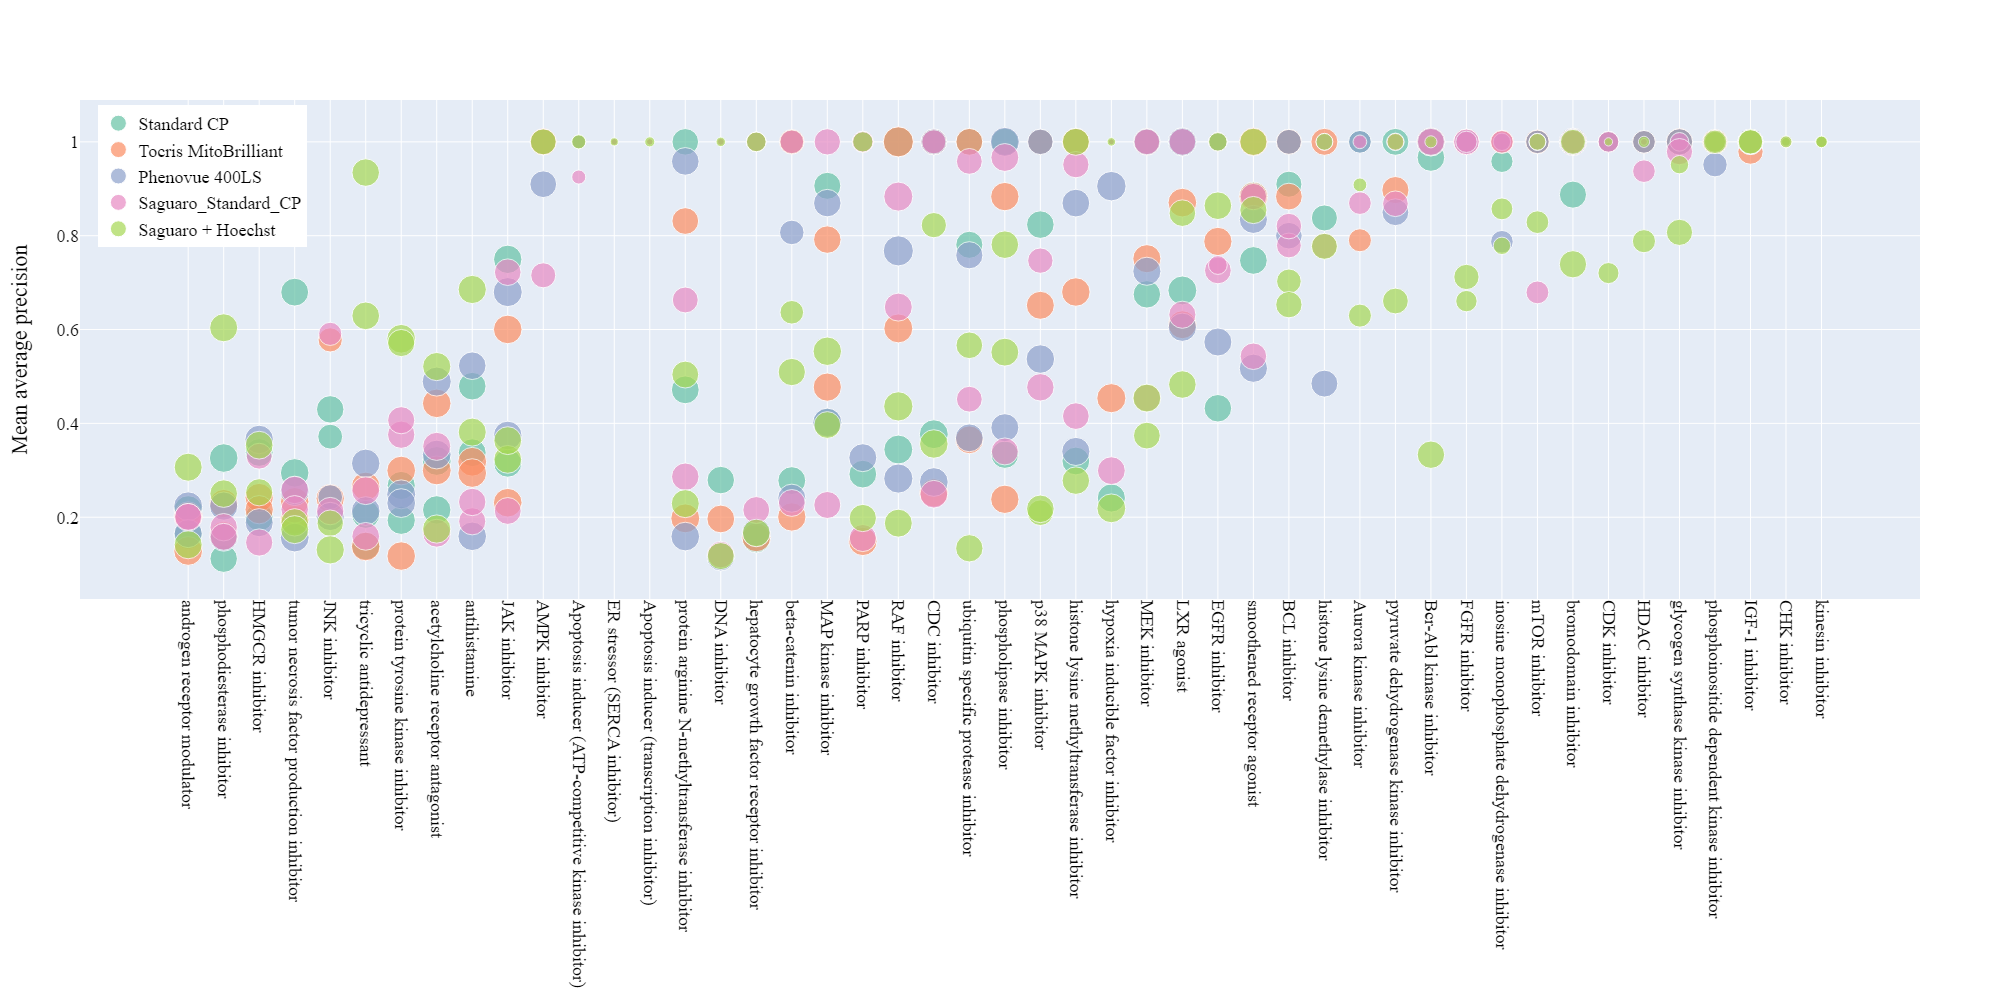 Standard CP
Tocris MitoBrilliant
Phenovue 400LS
Saguaro_Standard_CP
Saguaro + Hoechst
Mean average precision
1
0.8
0.6
0.4
0.2
androgen receptor modulator
phosphodiesterase inhibitor
HMGCR inhibitor
tumor necrosis factor production inhibitor
JNK inhibitor
tricyclic antidepressant
protein tyrosine kinase inhibitor
acetylcholine receptor antagonist
antihistamine
JAK inhibitor
AMPK inhibitor
Apoptosis inducer (ATP-competitive kinase inhibitor)
ER stressor (SERCA inhibitor)
Apoptosis inducer (transcription inhibitor)
protein arginine N-methyltransferase inhibitor
DNA inhibitor
hepatocyte growth factor receptor inhibitor
beta-catenin inhibitor
MAP kinase inhibitor
PARP inhibitor
RAF inhibitor
CDC inhibitor
ubiquitin specific protease inhibitor
phospholipase inhibitor
p38 MAPK inhibitor
histone lysine methyltransferase inhibitor
hypoxia inducible factor inhibitor
MEK inhibitor
LXR agonist
EGFR inhibitor
smoothened receptor agonist
BCL inhibitor
histone lysine demethylase inhibitor
Aurora kinase inhibitor
pyruvate dehydrogenase kinase inhibitor
Bcr-Abl kinase inhibitor
FGFR inhibitor
inosine monophosphate dehydrogenase inhibitor
mTOR inhibitor
bromodomain inhibitor
CDK inhibitor
HDAC inhibitor
glycogen synthase kinase inhibitor
phosphoinositide dependent kinase inhibitor
IGF-1 inhibitor
CHK inhibitor
kinesin inhibitor